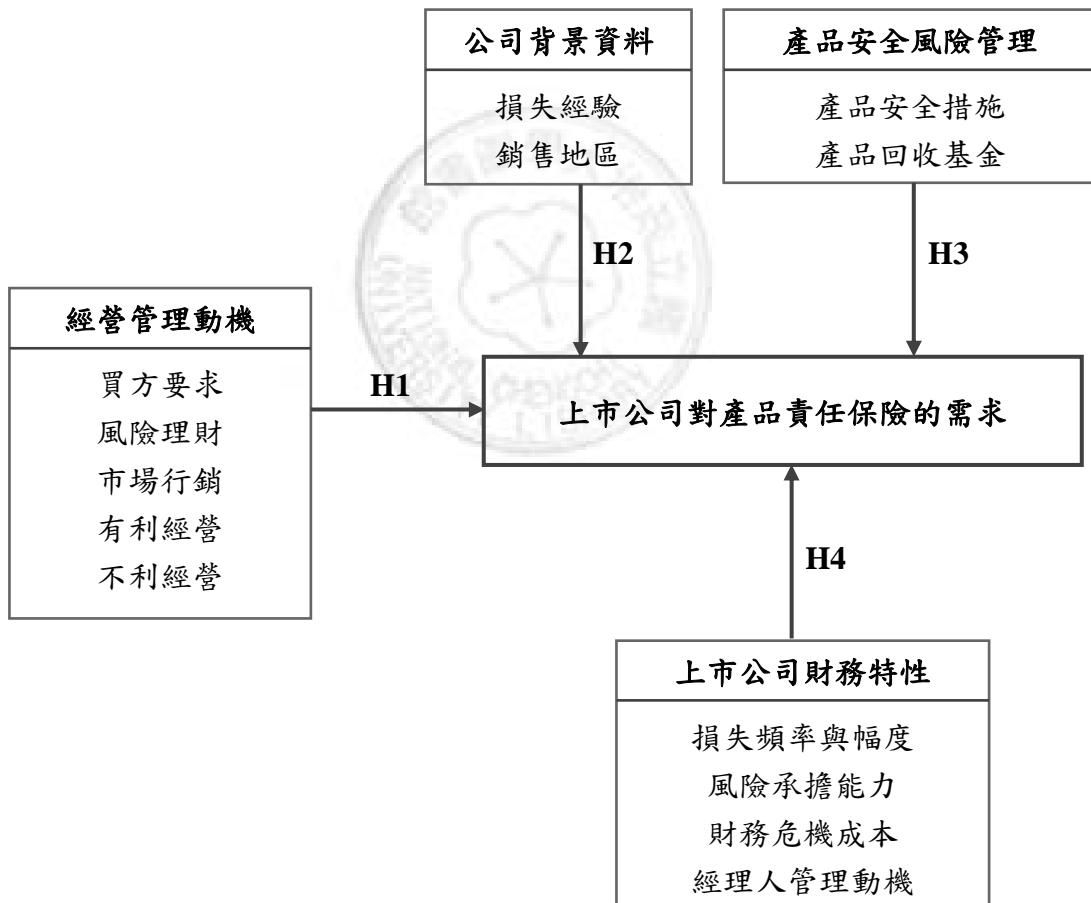 公司背景資料
損失經驗
銷售地區
產品安全風險管理
產品安全措施
產品回收基金
H2
H3
經營管理動機
買方要求
風險理財
市場行銷
有利經營
不利經營
H1
上市公司對產品責任保險的需求
H4
上市公司財務特性
損失頻率與幅度
風險承擔能力
財務危機成本
經理人管理動機